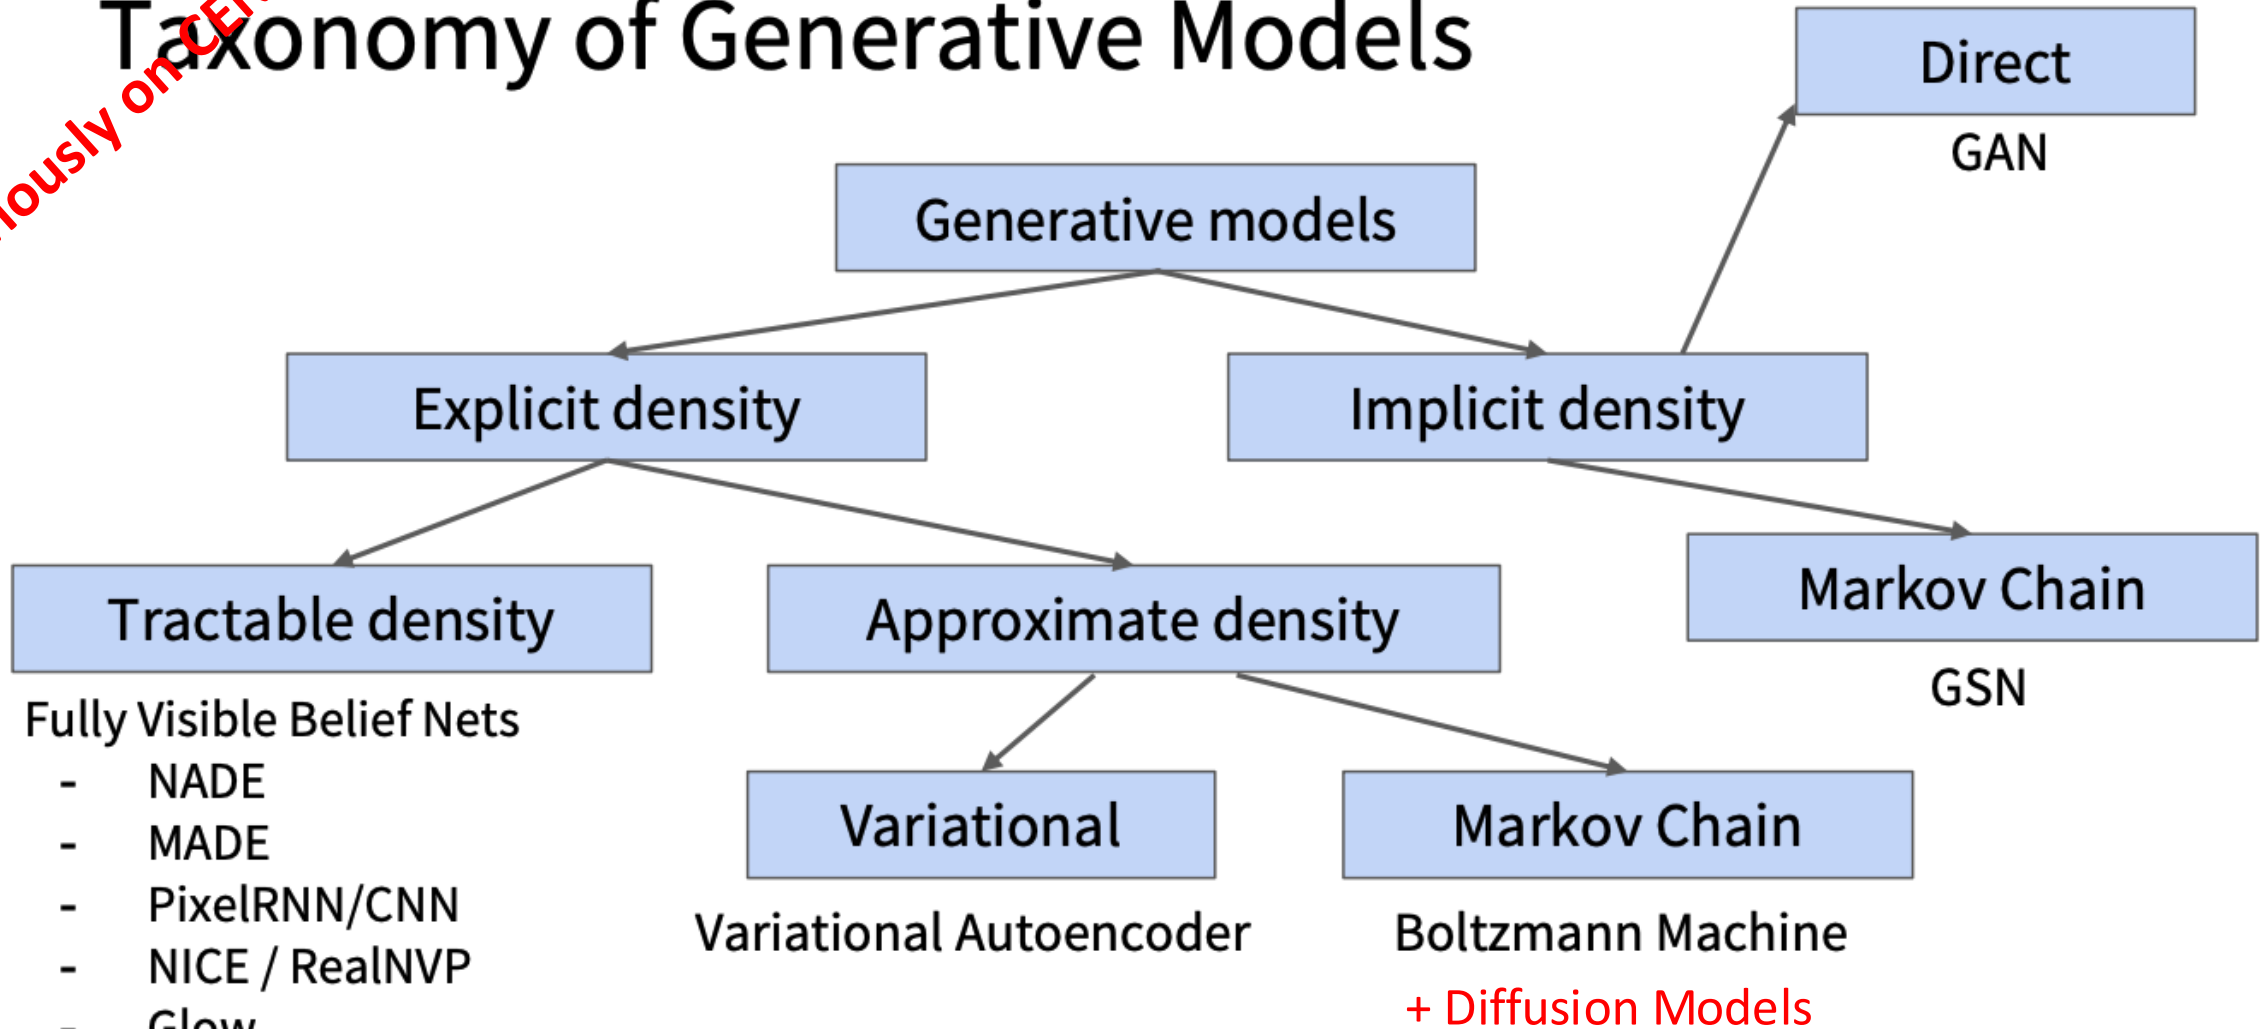 Taxonomy of Generative Models
Direct
GAN
Generative models
Explicit density
Implicit density
Tractable density
Approximate density
Markov Chain
GSN
Fully Visible Belief Nets
- NADE
- MADE
- PixelRNN/CNN
- NICE / RealNVP
- Glow
Variational
Markov Chain
Variational Autoencoder
Boltzmann Machine
+ Diffusion Models
on